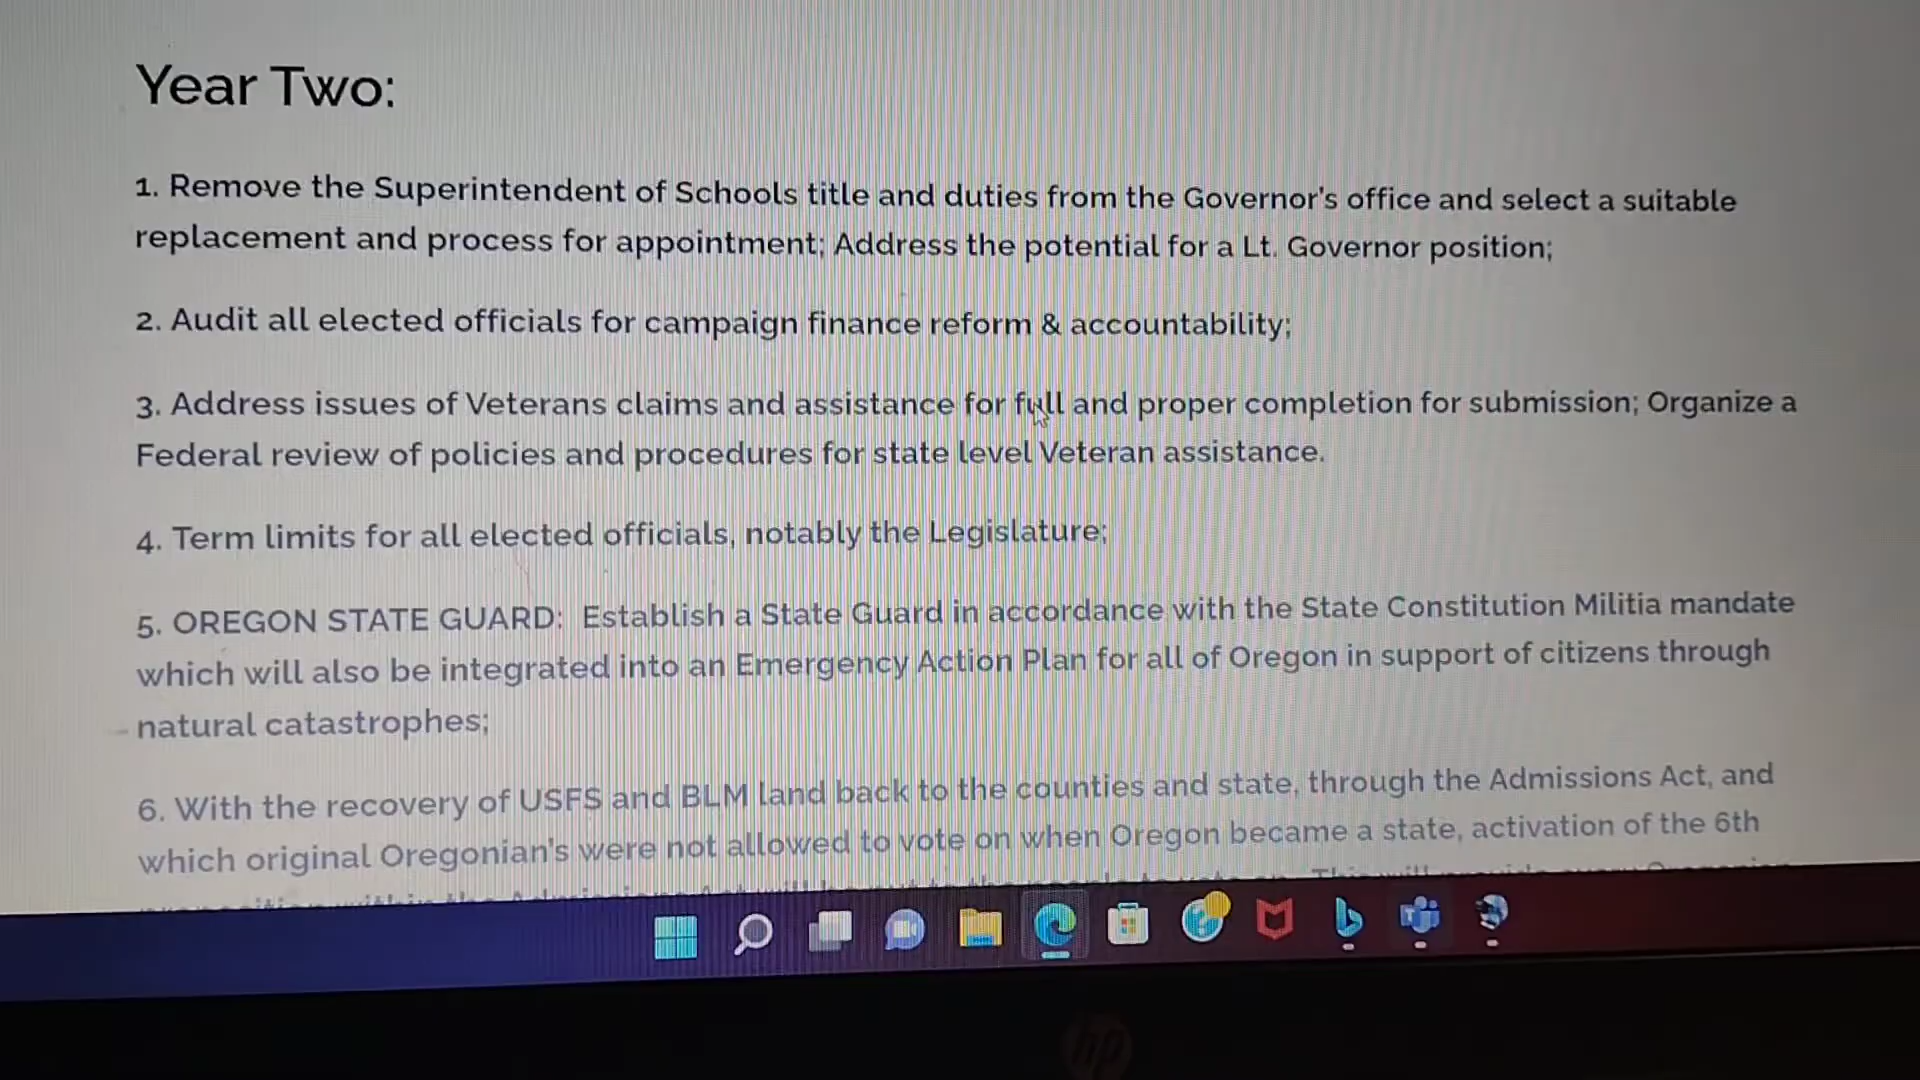 Year Two:
1. Remove the Superintendent of Schools title and duties from the Governor's office and select a suitable
replacement and process for appointment; Address the potential for a Lt. Governor position;
2. Audit all elected officials for campaign finance reform & accountability;
3. Address issues of Veterans claims and assistance for full and proper completion for submission; Organize a
Federal review of policies and procedures for state level Veteran assistance.
4. Term limits for all elected officials, notably the Legislature;
5. OREGON STATE GUARD: Establish a State Guard in accordance with the State Constitution Militia mandate
which will also be integrated into an Emergency Action Plan for all of Oregon in support of citizens through
natural catastrophes;
6. With the recovery of USFS and BLM land back to the counties and state, through the Admissions Act, and
which original Oregonian's were not allowed to vote on when Oregon became a state, activation of the 6th
hp